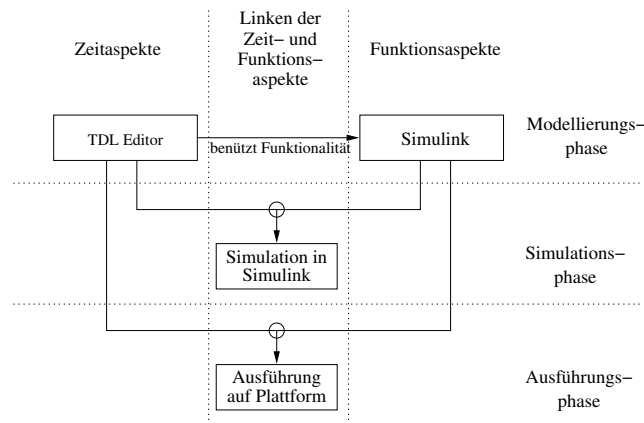 Zeitaspekte
Linken der
Zeit− und
Funktions−
aspekte
Funktionsaspekte
TDL Editor
benützt Funktionalität
Simulink
Modellierungs−
phase
Simulation in
Simulink
Simulations−
phase
Ausführung
auf Plattform
Ausführungs−
phase